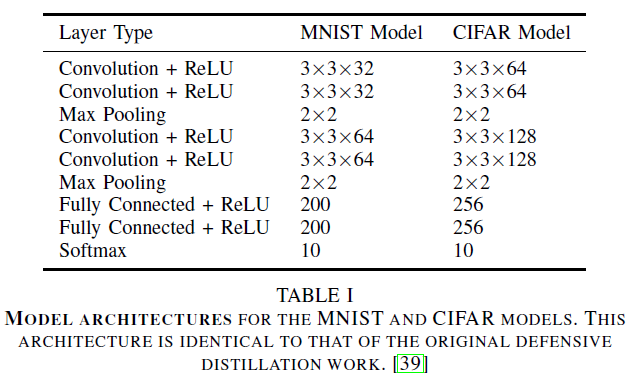 Layer Type MNIST Model CIFAR Model
Convolution + ReLU 3×3×32 3×3×64
Convolution + ReLU 3×3×32 3×3×64
Max Pooling 2×2 2×2
Convolution + ReLU 3×3×64 3×3×128
Convolution + ReLU 3×3×64 3×3×128
Max Pooling 2×2 2×2
Fully Connected + ReLU 200 256
Fully Connected + ReLU 200 256
Softmax 10 10
TABLE I
MODEL ARCHITECTURES FOR THE MNIST AND CIFAR MODELS. THIS
ARCHITECTURE IS IDENTICAL TO THAT OF THE ORIGINAL DEFENSIVE
DISTILLATION WORK. [39]